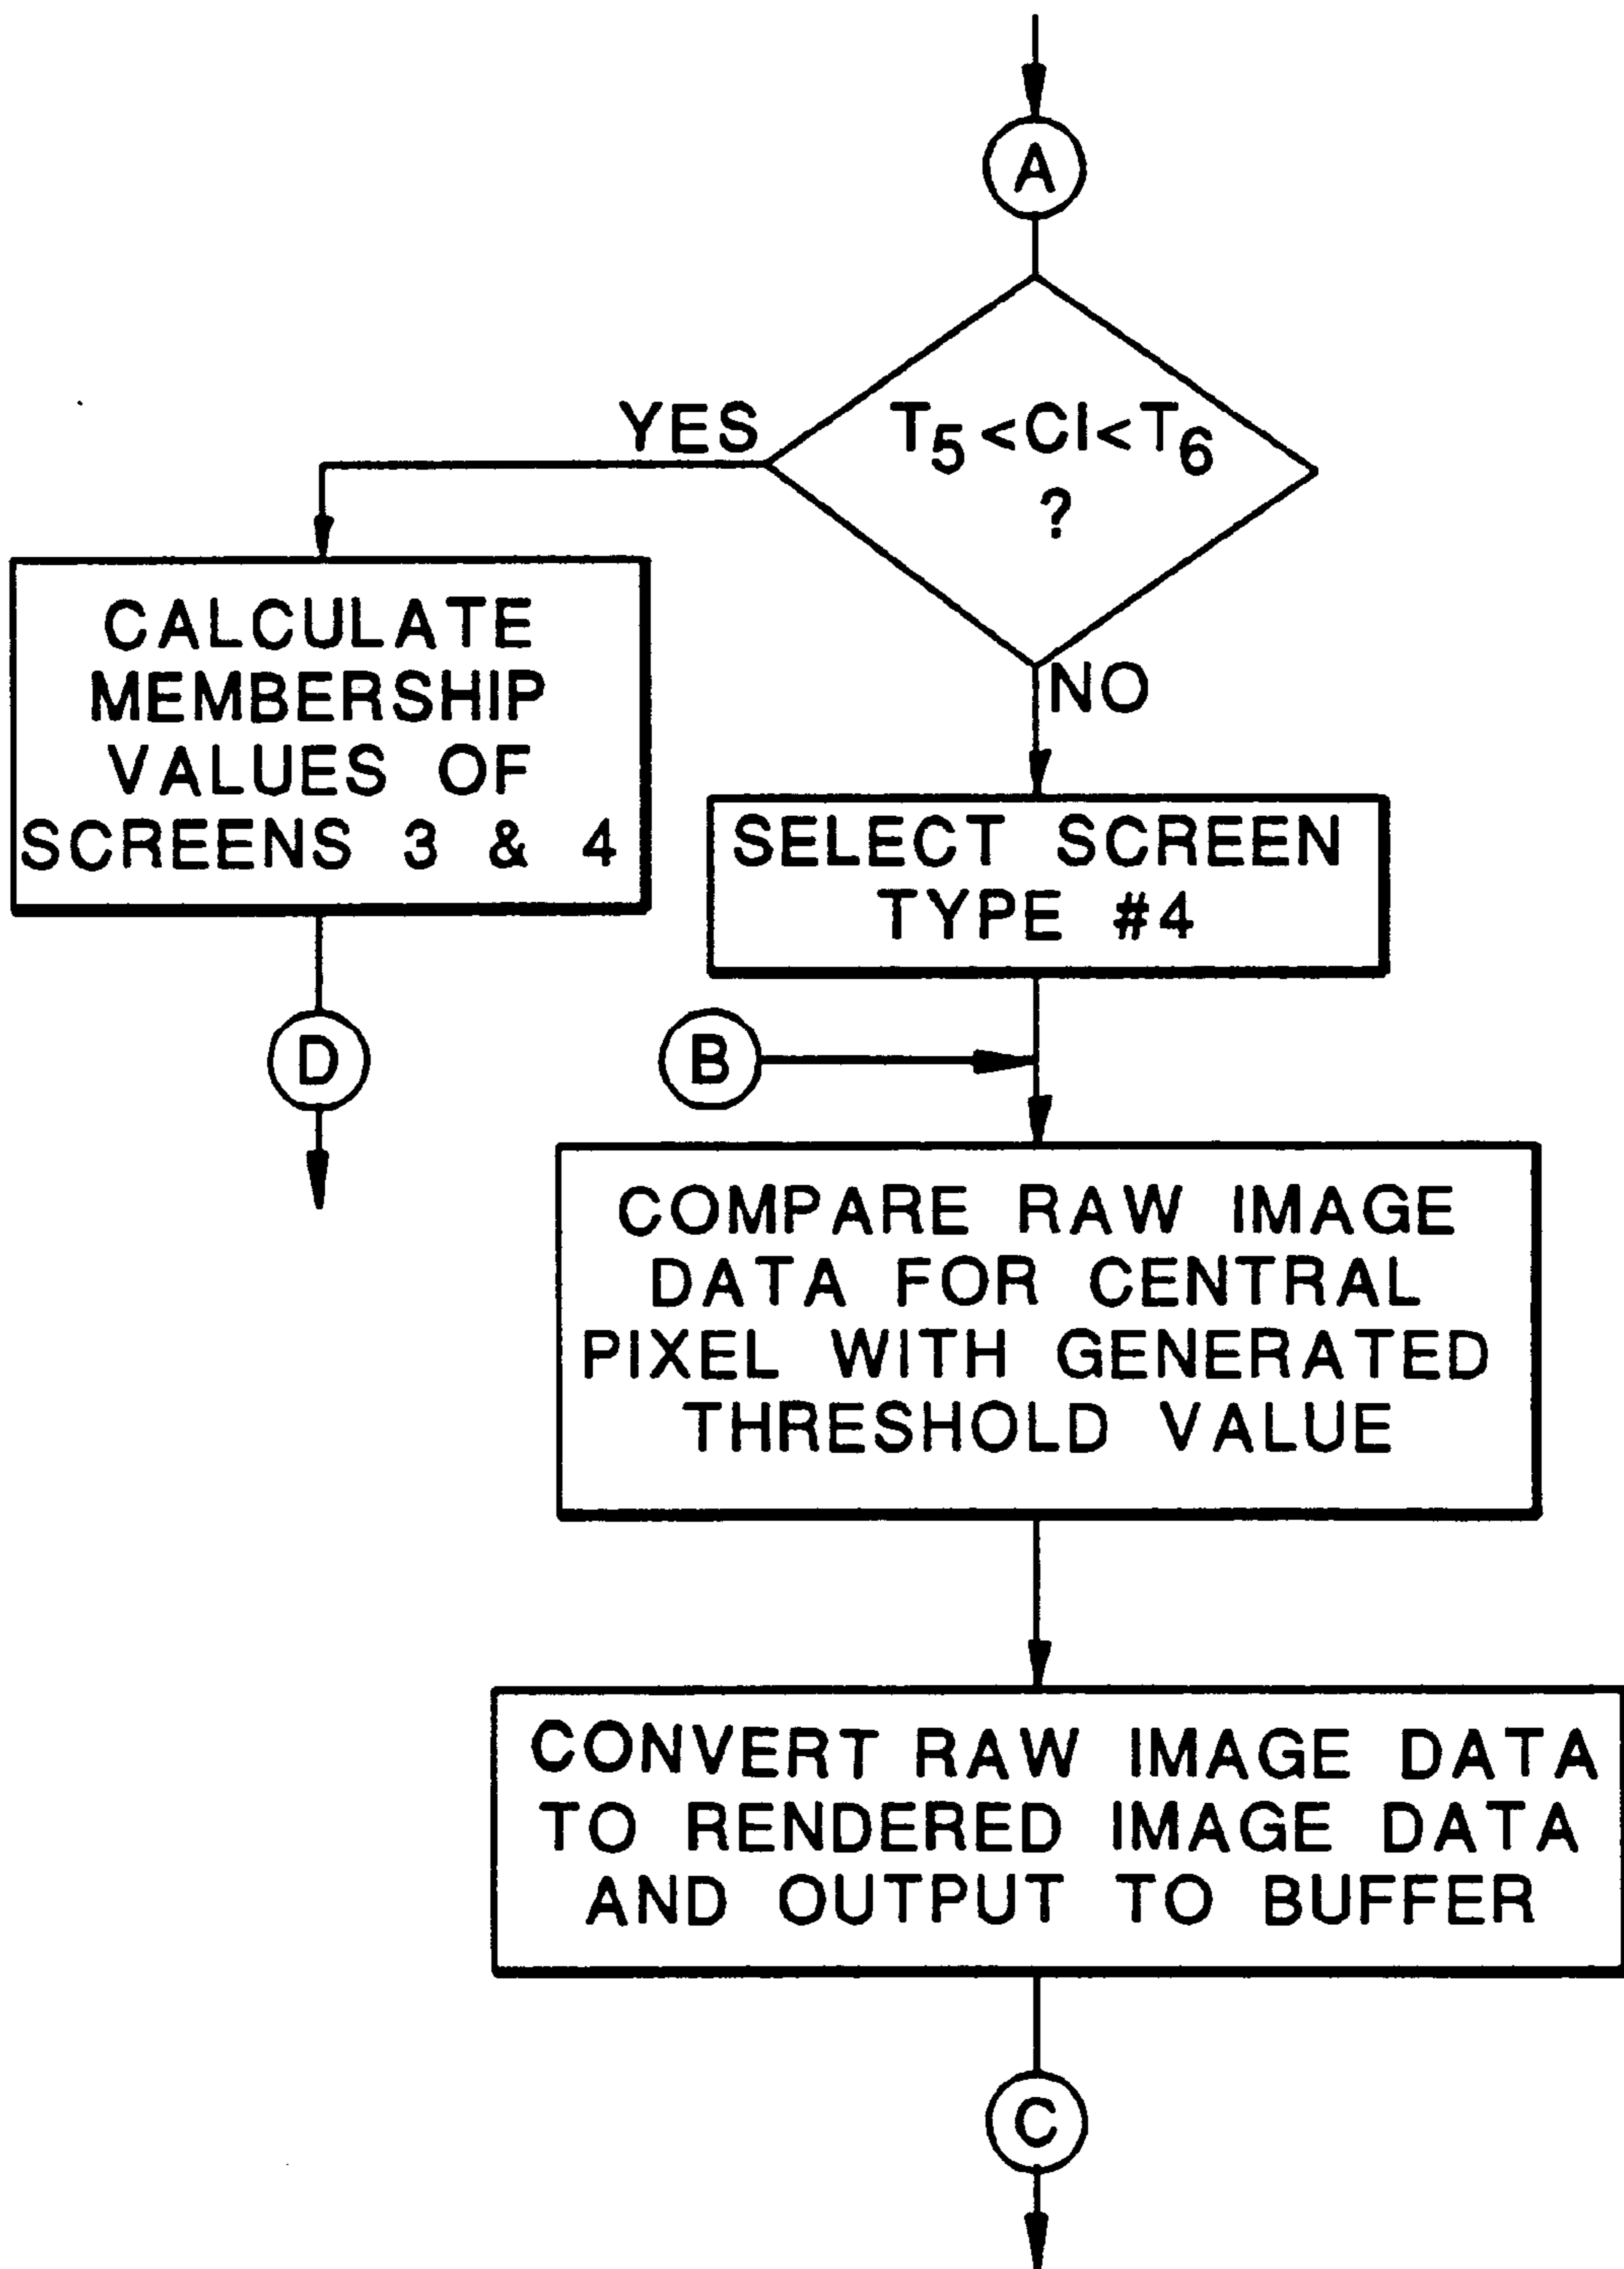 A
T5<CI<T6
?
YES
NO
CALCULATE
MEMBERSHIP
VALUES OF
SCREENS 3 & 4
SELECT SCREEN
TYPE #4
D
B
COMPARE RAW IMAGE
DATA FOR CENTRAL
PIXEL WITH GENERATED
THRESHOLD VALUE
CONVERT RAW IMAGE DATA
TO RENDERED IMAGE DATA
AND OUTPUT TO BUFFER
C